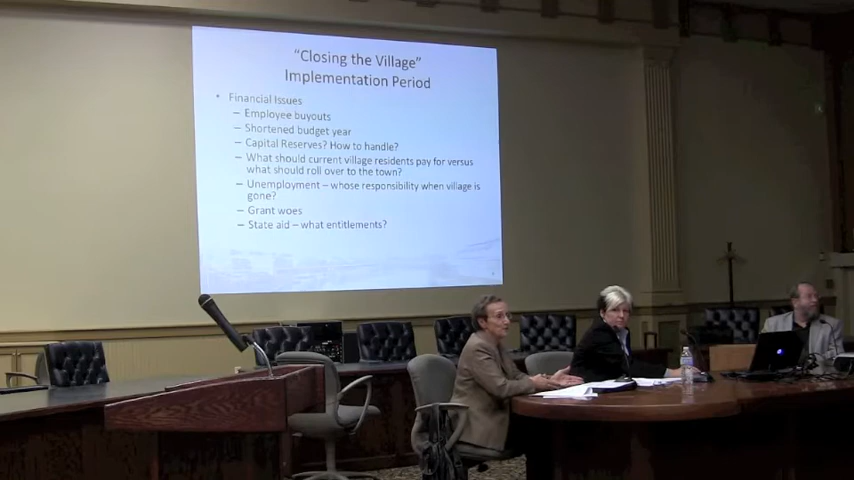 "Closing the Village"
Implementation Period
• Financial Issues
– Employee buyouts
– Shortened budget year
– Capital Reserves? How to handle?
– What should current village residents pay for versus
what should roll over to the town?
– Unemployment – whose responsibility when village is
gone?
– Grant woes
– State aid – what entitlements?